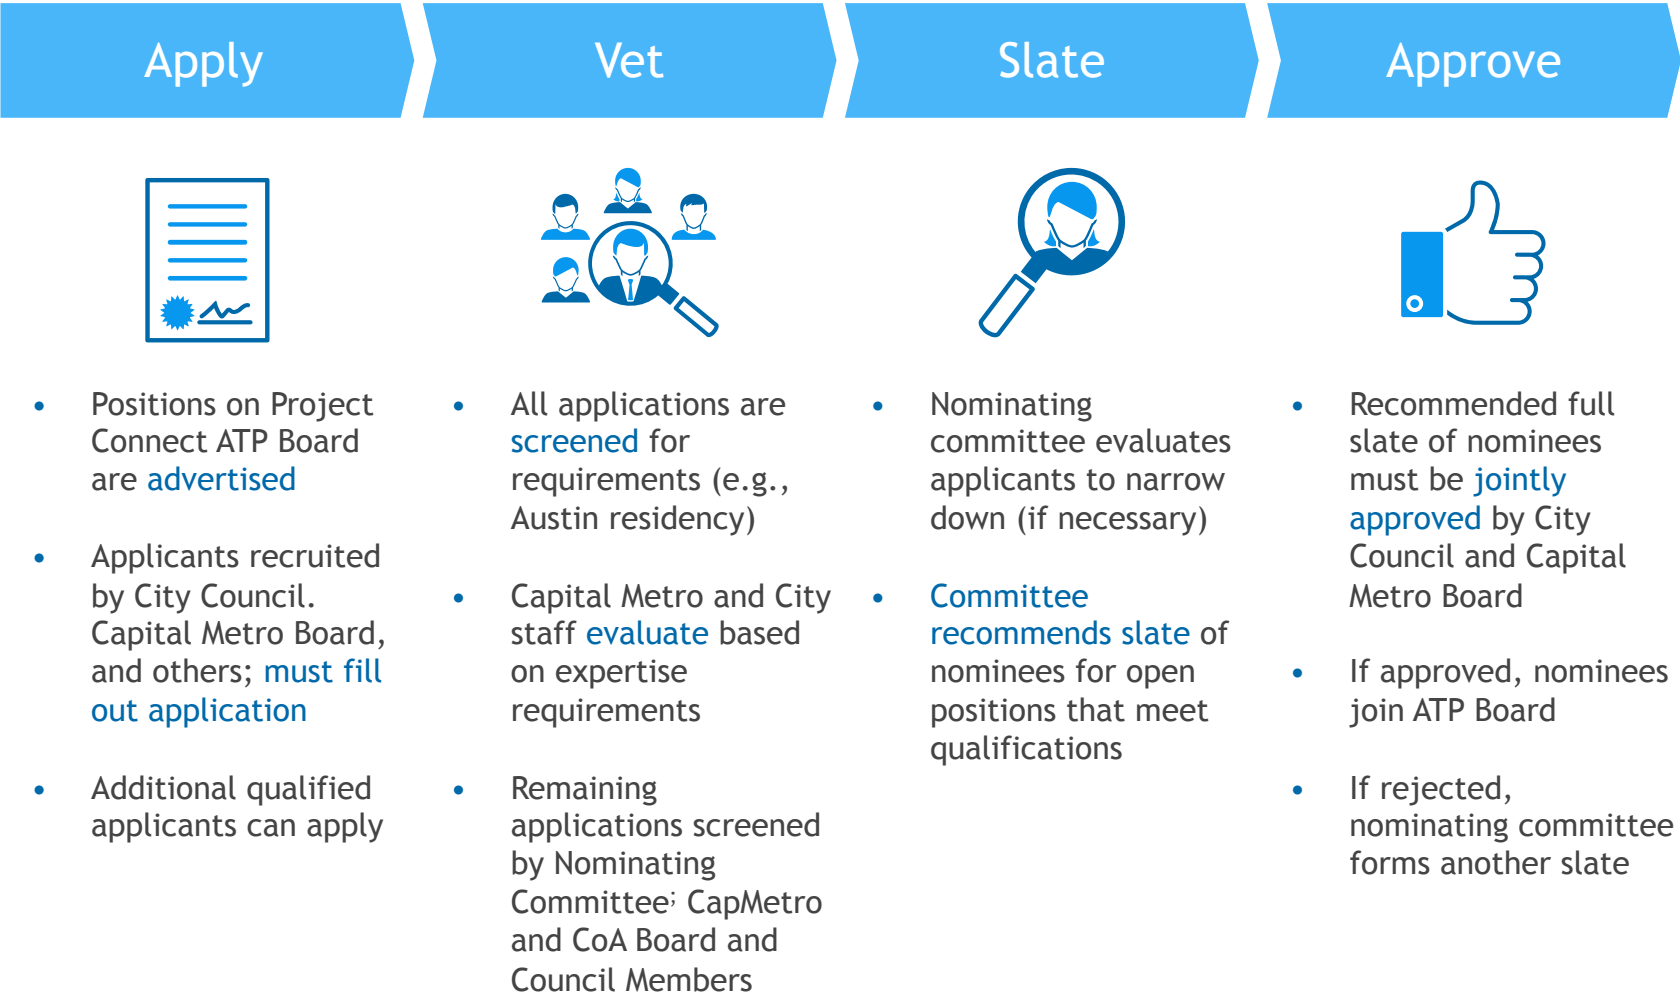 Apply
Vet
Slate
Approve
• Positions on Project
Connect ATP Board
are advertised
• Applicants recruited
by City Council.
Capital Metro Board,
and others; must fill
out application
• Additional qualified
applicants can apply
• All applications are
screened for
requirements (e.g.,
Austin residency)
• Capital Metro and City
staff evaluate based
on expertise
requirements
• Remaining
applications screened
by Nominating
Committee; CapMetro
and CoA Board and
Council Members
• Nominating
committee evaluates
applicants to narrow
down (if necessary)
• Committee
recommends slate of
nominees for open
positions that meet
qualifications
• Recommended full
slate of nominees
must be jointly
approved by City
Council and Capital
Metro Board
• If approved, nominees
join ATP Board
• If rejected,
nominating committee
forms another slate